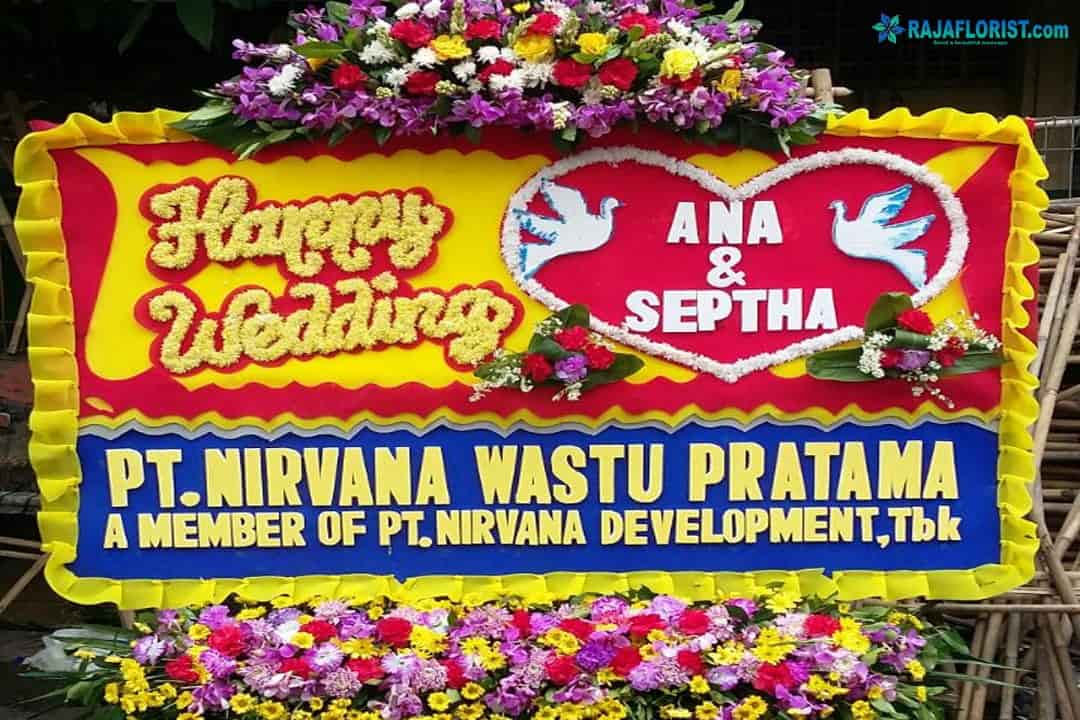 RAJAFLORIST.com
Happy
Wedding
ANA
&
SEPTHA
PT.NIRVANA WASTU PRATAMA
A MEMBER OF PT.NIRVANA DEVELOPMENT,Tbk